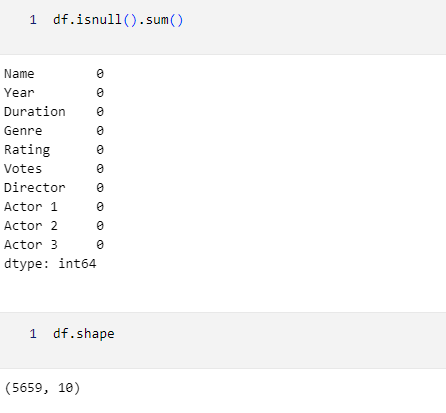 1 df.isnull().sum()
Name 0
Year 0
Duration 0
Genre 0
Rating 0
Votes 0
Director 0
Actor 1 0
Actor 2 0
Actor 3 0
dtype: int64
1 df.shape
(5659, 10)